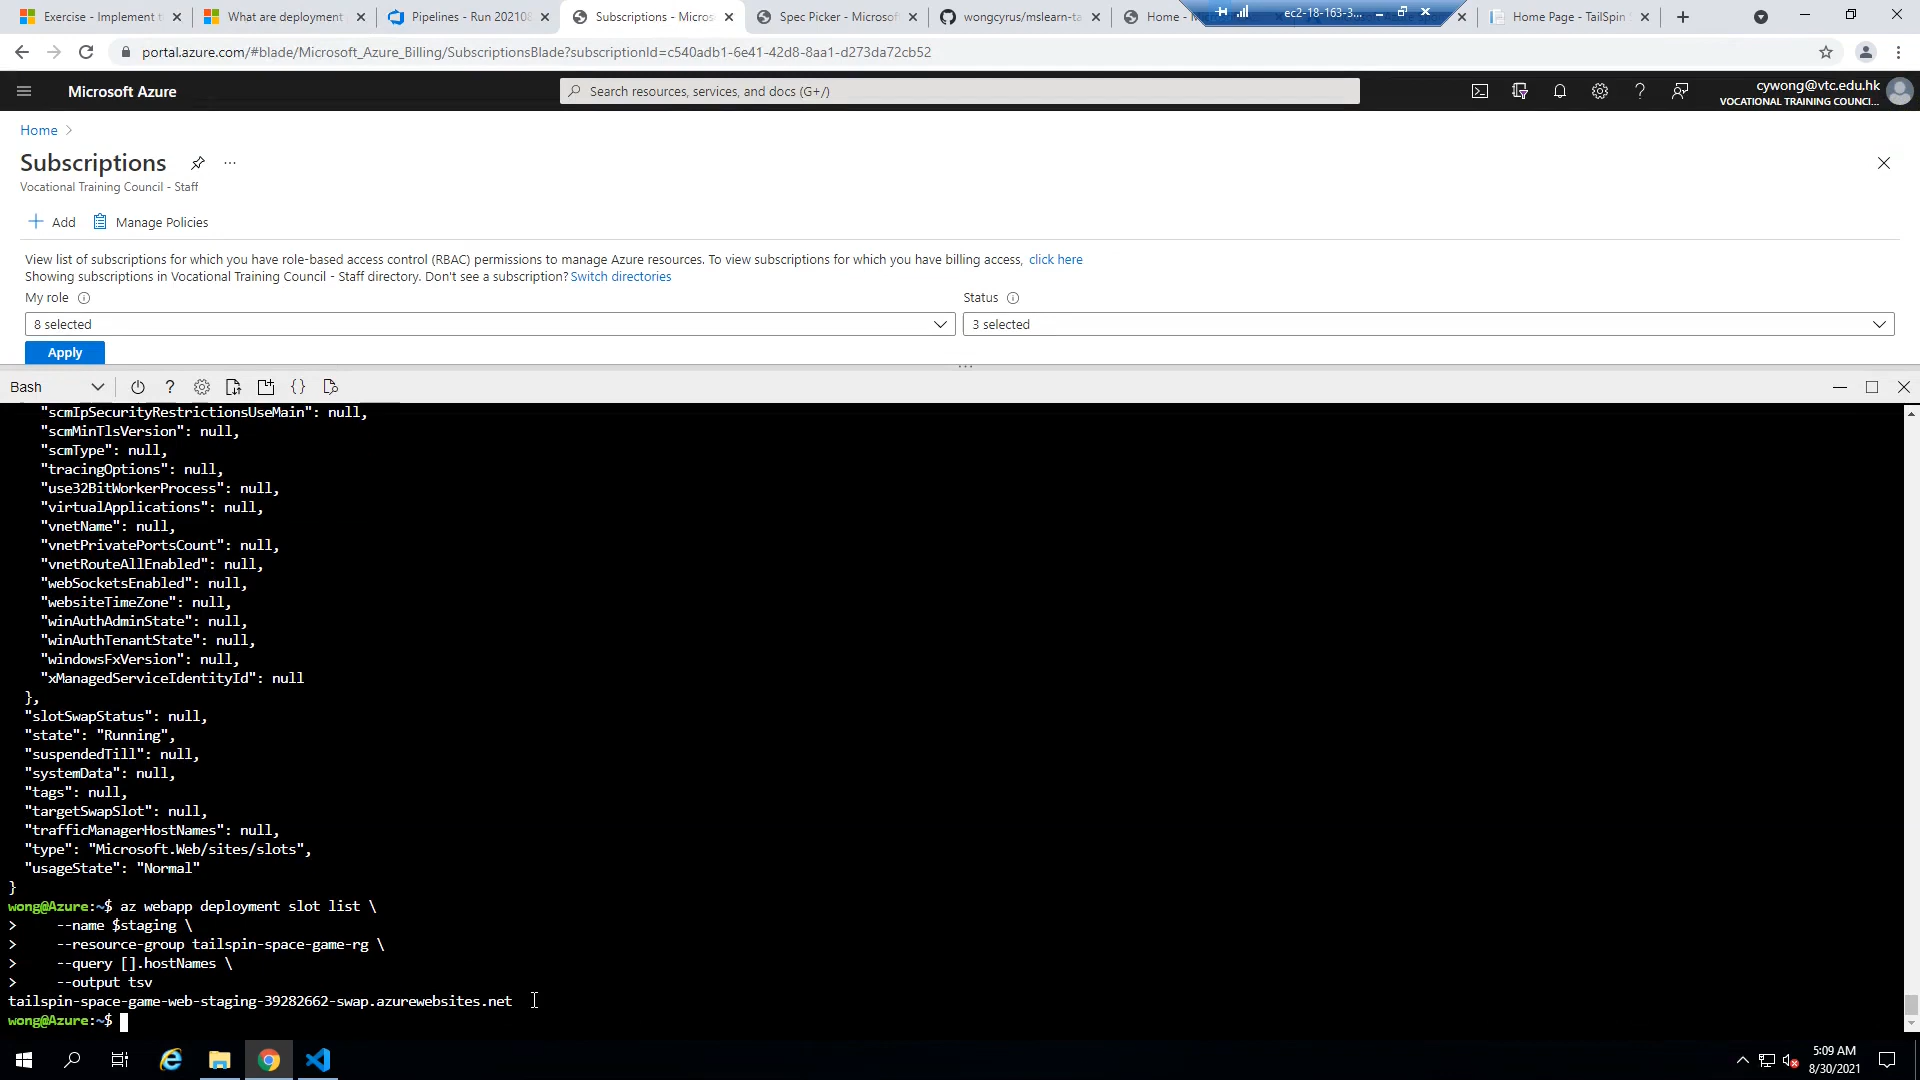 Exercise - Implement t
What are deployment
Pipelines - Run 202108
Subscriptions - Micros
Spec Picker - Microsof
wongcyrus/mslearn-ta
Home -
ec2-18-163-3...
Home Page - TailSpin
portal.azure.com/#blade/Microsoft_Azure_Billing/SubscriptionsBlade?subscriptionId=c540adb1-6e41-42d8-8aa1-d273da72cb52
Microsoft Azure
Search resources, services, and docs (G+/)
cywong@vtc.edu.hk
VOCATIONAL TRAINING COUNCI...
Home
Subscriptions
Vocational Training Council - Staff
Add
Manage Policies
View list of subscriptions for which you have role-based access control (RBAC) permissions to manage Azure resources. To view subscriptions for which you have billing access, click here
Showing subscriptions in Vocational Training Council - Staff directory. Don't see a subscription? Switch directories
My role
Status
8 selected
3 selected
Apply
Bash
"scmIpSecurityRestrictionsUseMain": null,
"scmMinTlsVersion": null,
"scmType": null,
"tracingOptions": null,
"use32BitWorkerProcess": null,
"virtualApplications": null,
"vnetName": null,
"vnetPrivatePortsCount": null,
"vnetRouteAllEnabled": null,
"webSocketsEnabled": null,
"websiteTimeZone": null,
"winAuthAdminState": null,
"winAuthTenantState": null,
"windowsFxVersion": null,
"xManagedServiceIdentityId": null
},
"slotSwapStatus": null,
"state": "Running",
"suspendedTill": null,
"systemData": null,
"tags": null,
"targetSwapSlot": null,
"trafficManagerHostNames": null,
"type": "Microsoft.Web/sites/slots",
"usageState": "Normal"
}
wong@Azure:~$ az webapp deployment slot list \
> --name $staging \
> --resource-group tailspin-space-game-rg \
> --query [].hostNames \
> --output tsv
tailspin-space-game-web-staging-39282662-swap.azurewebsites.net
wong@Azure:~$
5:09 AM
8/30/2021